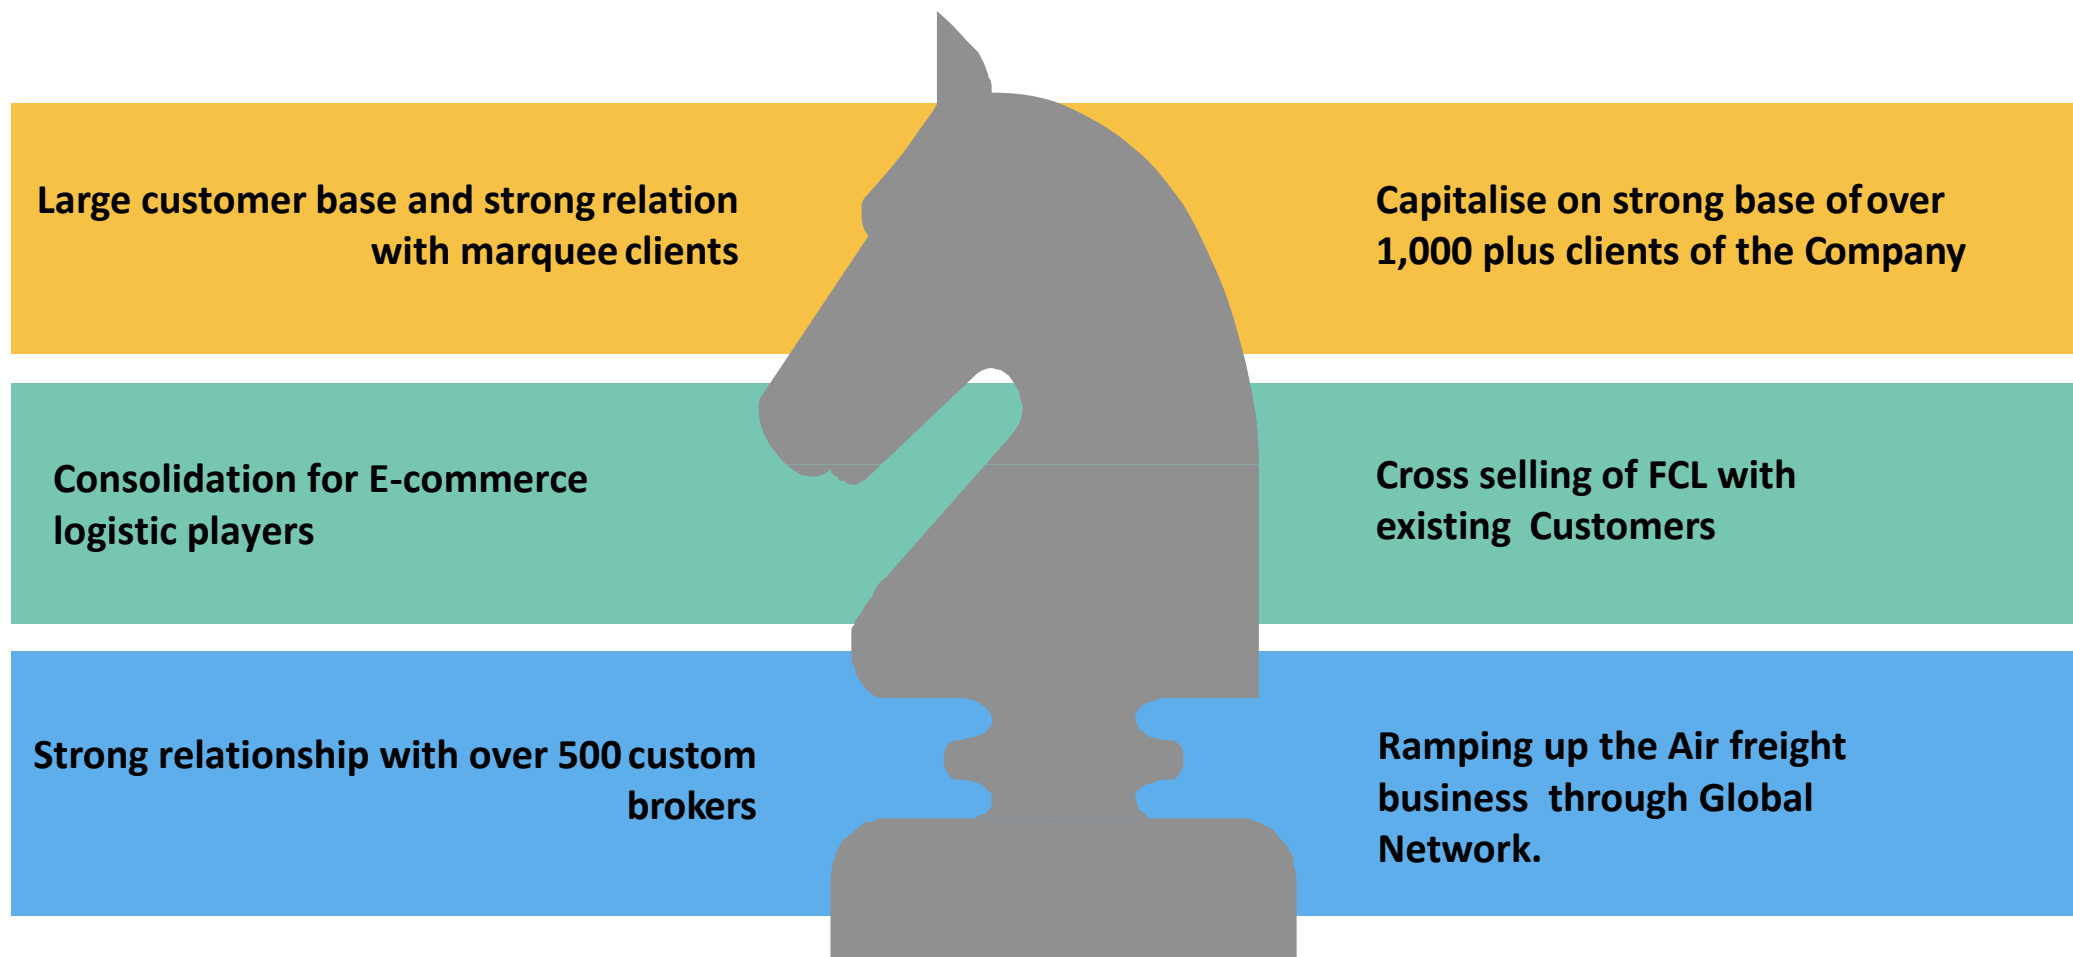 Large customer base and strong relation
with marquee clients
Capitalise on strong base of over
1,000 plus clients of the Company
Consolidation for E-commerce
logistic players
Cross selling of FCL with
existing Customers
Strong relationship with over 500 custom
brokers
Ramping up the Air freight
business through Global
Network.